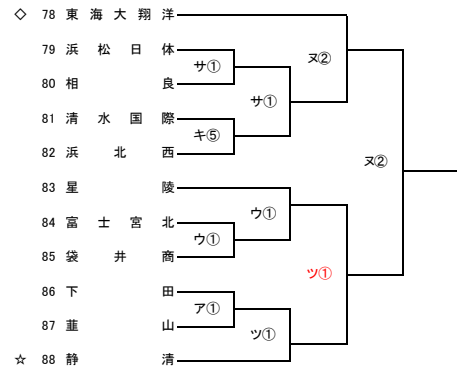 ◇ 78 東海大翔洋
79 浜松日体
サ①
80 相良
サ①
ヌ②
81 清水国際
キ⑤
82 浜北西
ヌ②
83 星陵
ウ①
84 富士宮北
ウ①
85 袋井商
ツ①
86 下田
ア①
87 韮山
ツ①
☆ 88 静清